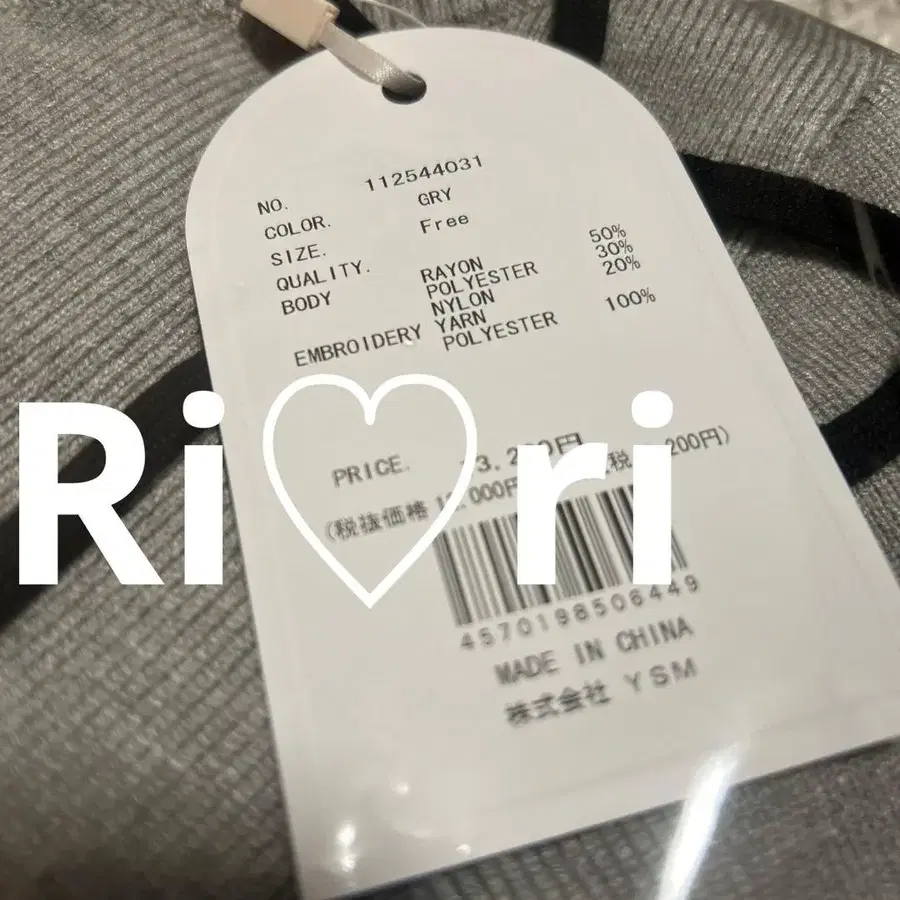 NO. 112544031
COLOR. GRY
SIZE. Free
QUALITY.
BODY RAYON 50%
POLYESTER 30%
NYLON 20%
EMBROIDERY YARN
POLYESTER 100%
Ri♡ri
PRICE.
(税抜価格
4570198506449
MADE IN CHINA
株式会社 YSM